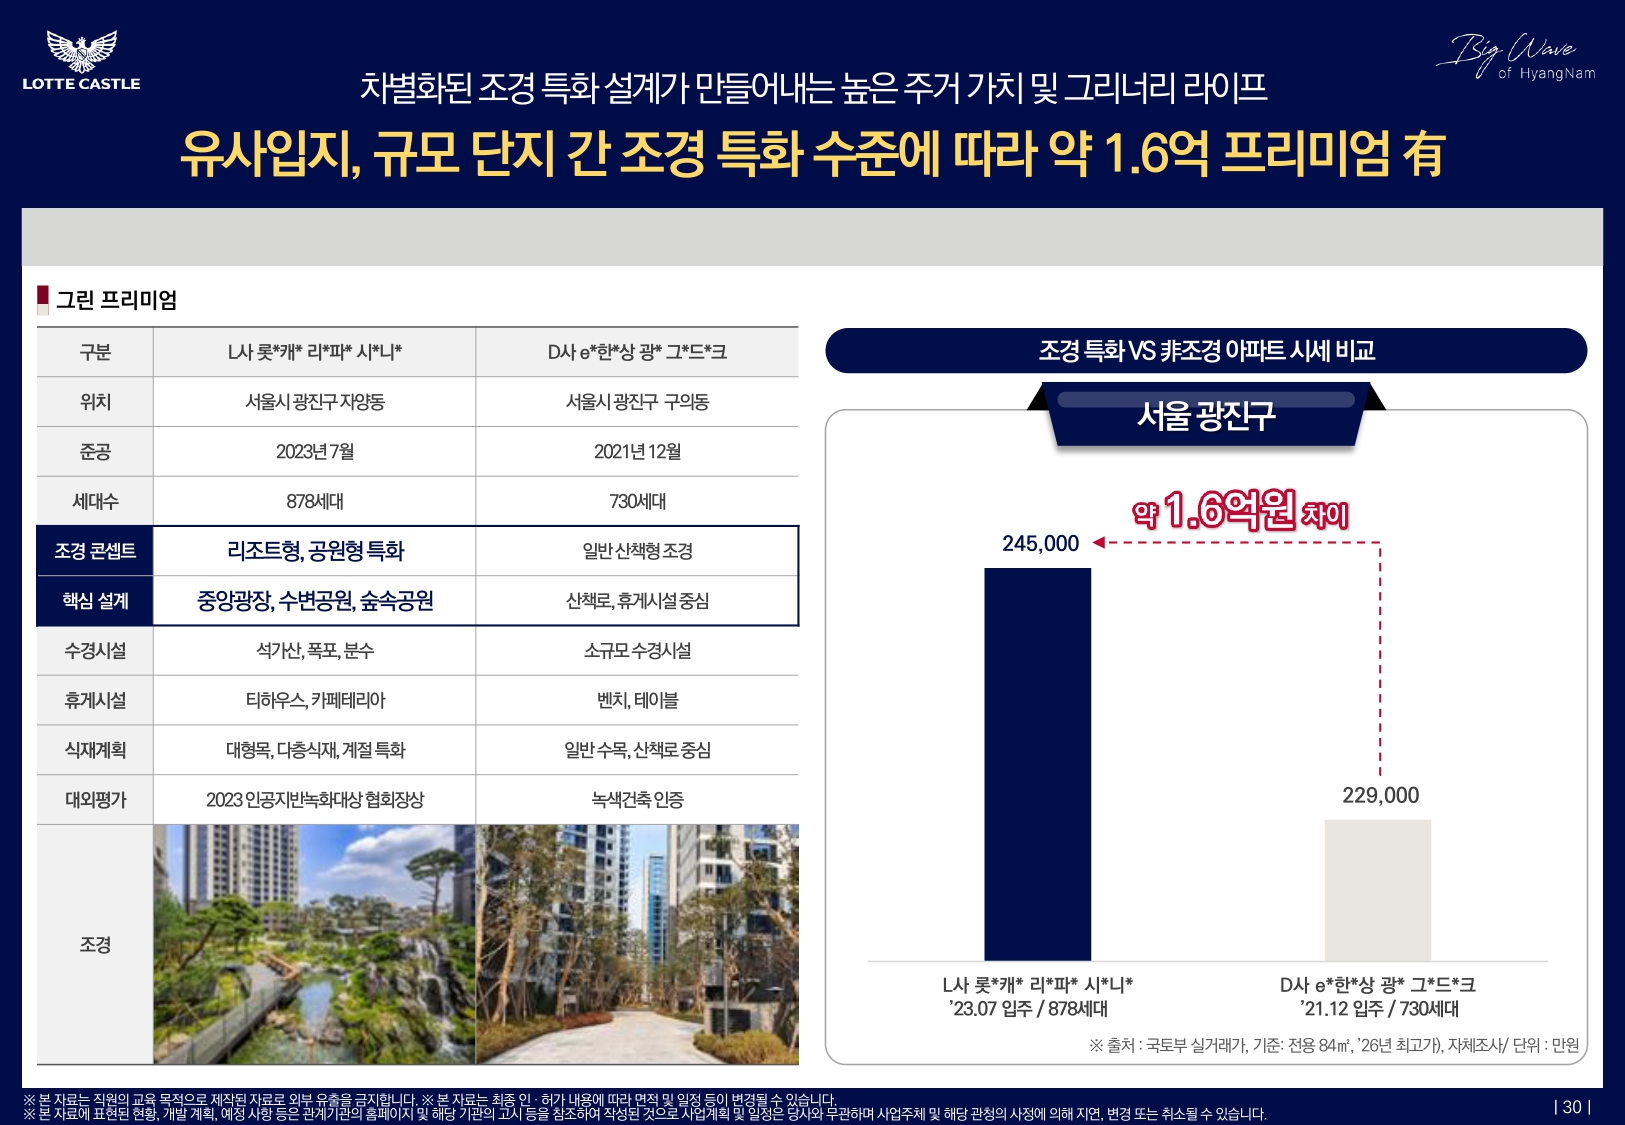 LOTTE CASTLE
Big Wave
of HyangNam
차별화된 조경 특화 설계가 만들어내는 높은 주거 가치 및 그리너리 라이프
유사입지, 규모 단지 간 조경 특화 수준에 따라 약 1.6억 프리미엄 有
그린 프리미엄
구분 L사 롯*캐* 리*파* 시*니* D사 e*한*상 광* 그*드*크
위치 서울시 광진구 자양동 서울시 광진구 구의동
준공 2023년 7월 2021년 12월
세대수 878세대 730세대
조경 콘셉트 리조트형, 공원형 특화 일반 산책형 조경
핵심 설계 중앙광장, 수변공원, 숲속공원 산책로, 휴게시설 중심
수경시설 석가산, 폭포, 분수 소규모 수경시설
휴게시설 티하우스, 카페테리아 벤치, 테이블
식재계획 대형목, 다층식재, 계절 특화 일반 수목, 산책로 중심
대외평가 2023 인공지반녹화대상 협회장상 녹색건축 인증
조경
조경 특화 VS 非조경 아파트 시세 비교
서울 광진구
약 1.6억원 차이
245,000
229,000
L사 롯*캐* 리*파* 시*니* D사 e*한*상 광* 그*드*크
’23.07 입주 / 878세대 ’21.12 입주 / 730세대
※ 출처 : 국토부 실거래가, 기준: 전용 84㎡, ’26년 최고가), 자체조사/ 단위 : 만원
※ 본 자료는 직원의 교육 목적으로 제작된 자료로 외부 유출을 금지합니다. ※ 본 자료는 최종 인 · 허가 내용에 따라 면적 및 일정 등이 변경될 수 있습니다.
※ 본 자료에 표현된 현황, 개발 계획, 예정 사항 등은 관계기관의 홈페이지 및 해당 기관의 고시 등을 참조하여 작성된 것으로 사업계획 및 일정은 당사와 무관하며 사업주체 및 해당 관청의 사정에 의해 지연, 변경 또는 취소될 수 있습니다.
| 30 |